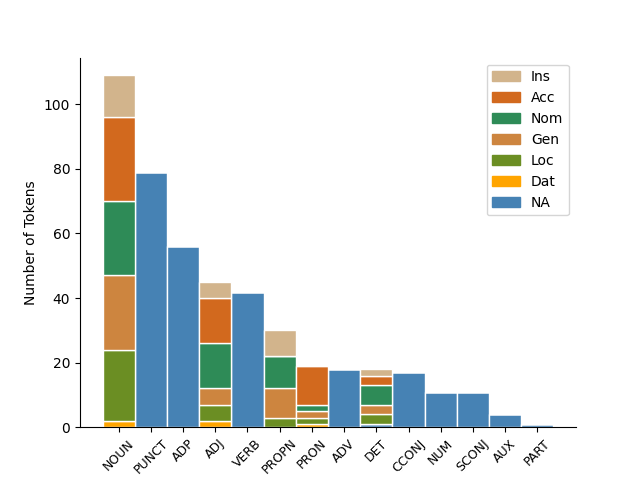 Number of Tokens
100
80
60
40
20
0
Ins
Acc
Nom
Gen
Loc
Dat
NA
NOUN
PUNCT
ADP
ADJ
VERB
PROPN
PRON
ADV
DET
CCONJ
NUM
SCONJ
AUX
PART